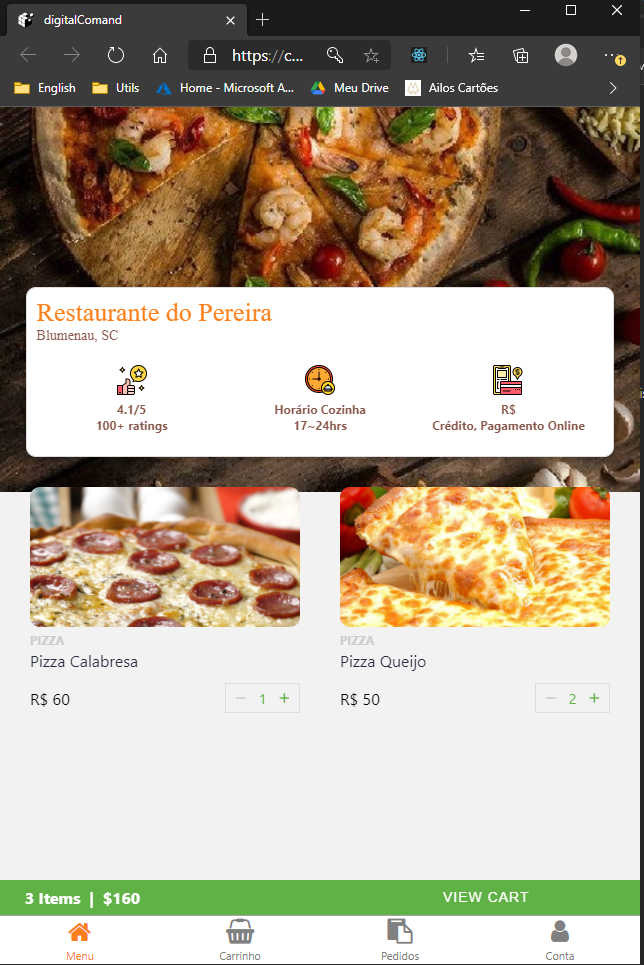 digitalComand
https://c...
English Utils Home - Microsoft A... Meu Drive Ailos Cartões
Restaurante do Pereira
Blumenau, SC
4.1/5
100+ ratings
Horário Cozinha
17~24hrs
R$
Crédito, Pagamento Online
PIZZA
Pizza Calabresa
R$ 60 − 1 +
PIZZA
Pizza Queijo
R$ 50 − 2 +
3 Items | $160 VIEW CART
Menu Carrinho Pedidos Conta